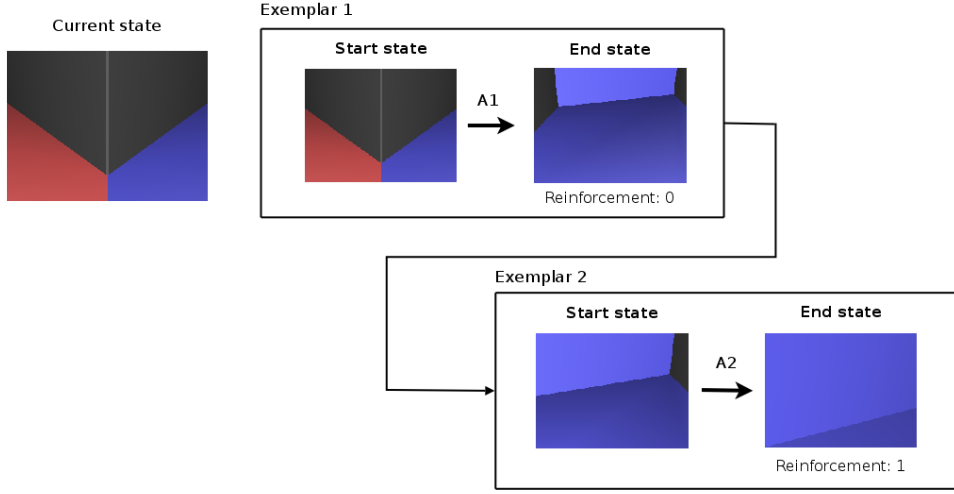 Current state
Exemplar 1
Start state
End state
A1
Reinforcement: 0
Exemplar 2
Start state
End state
A2
Reinforcement: 1